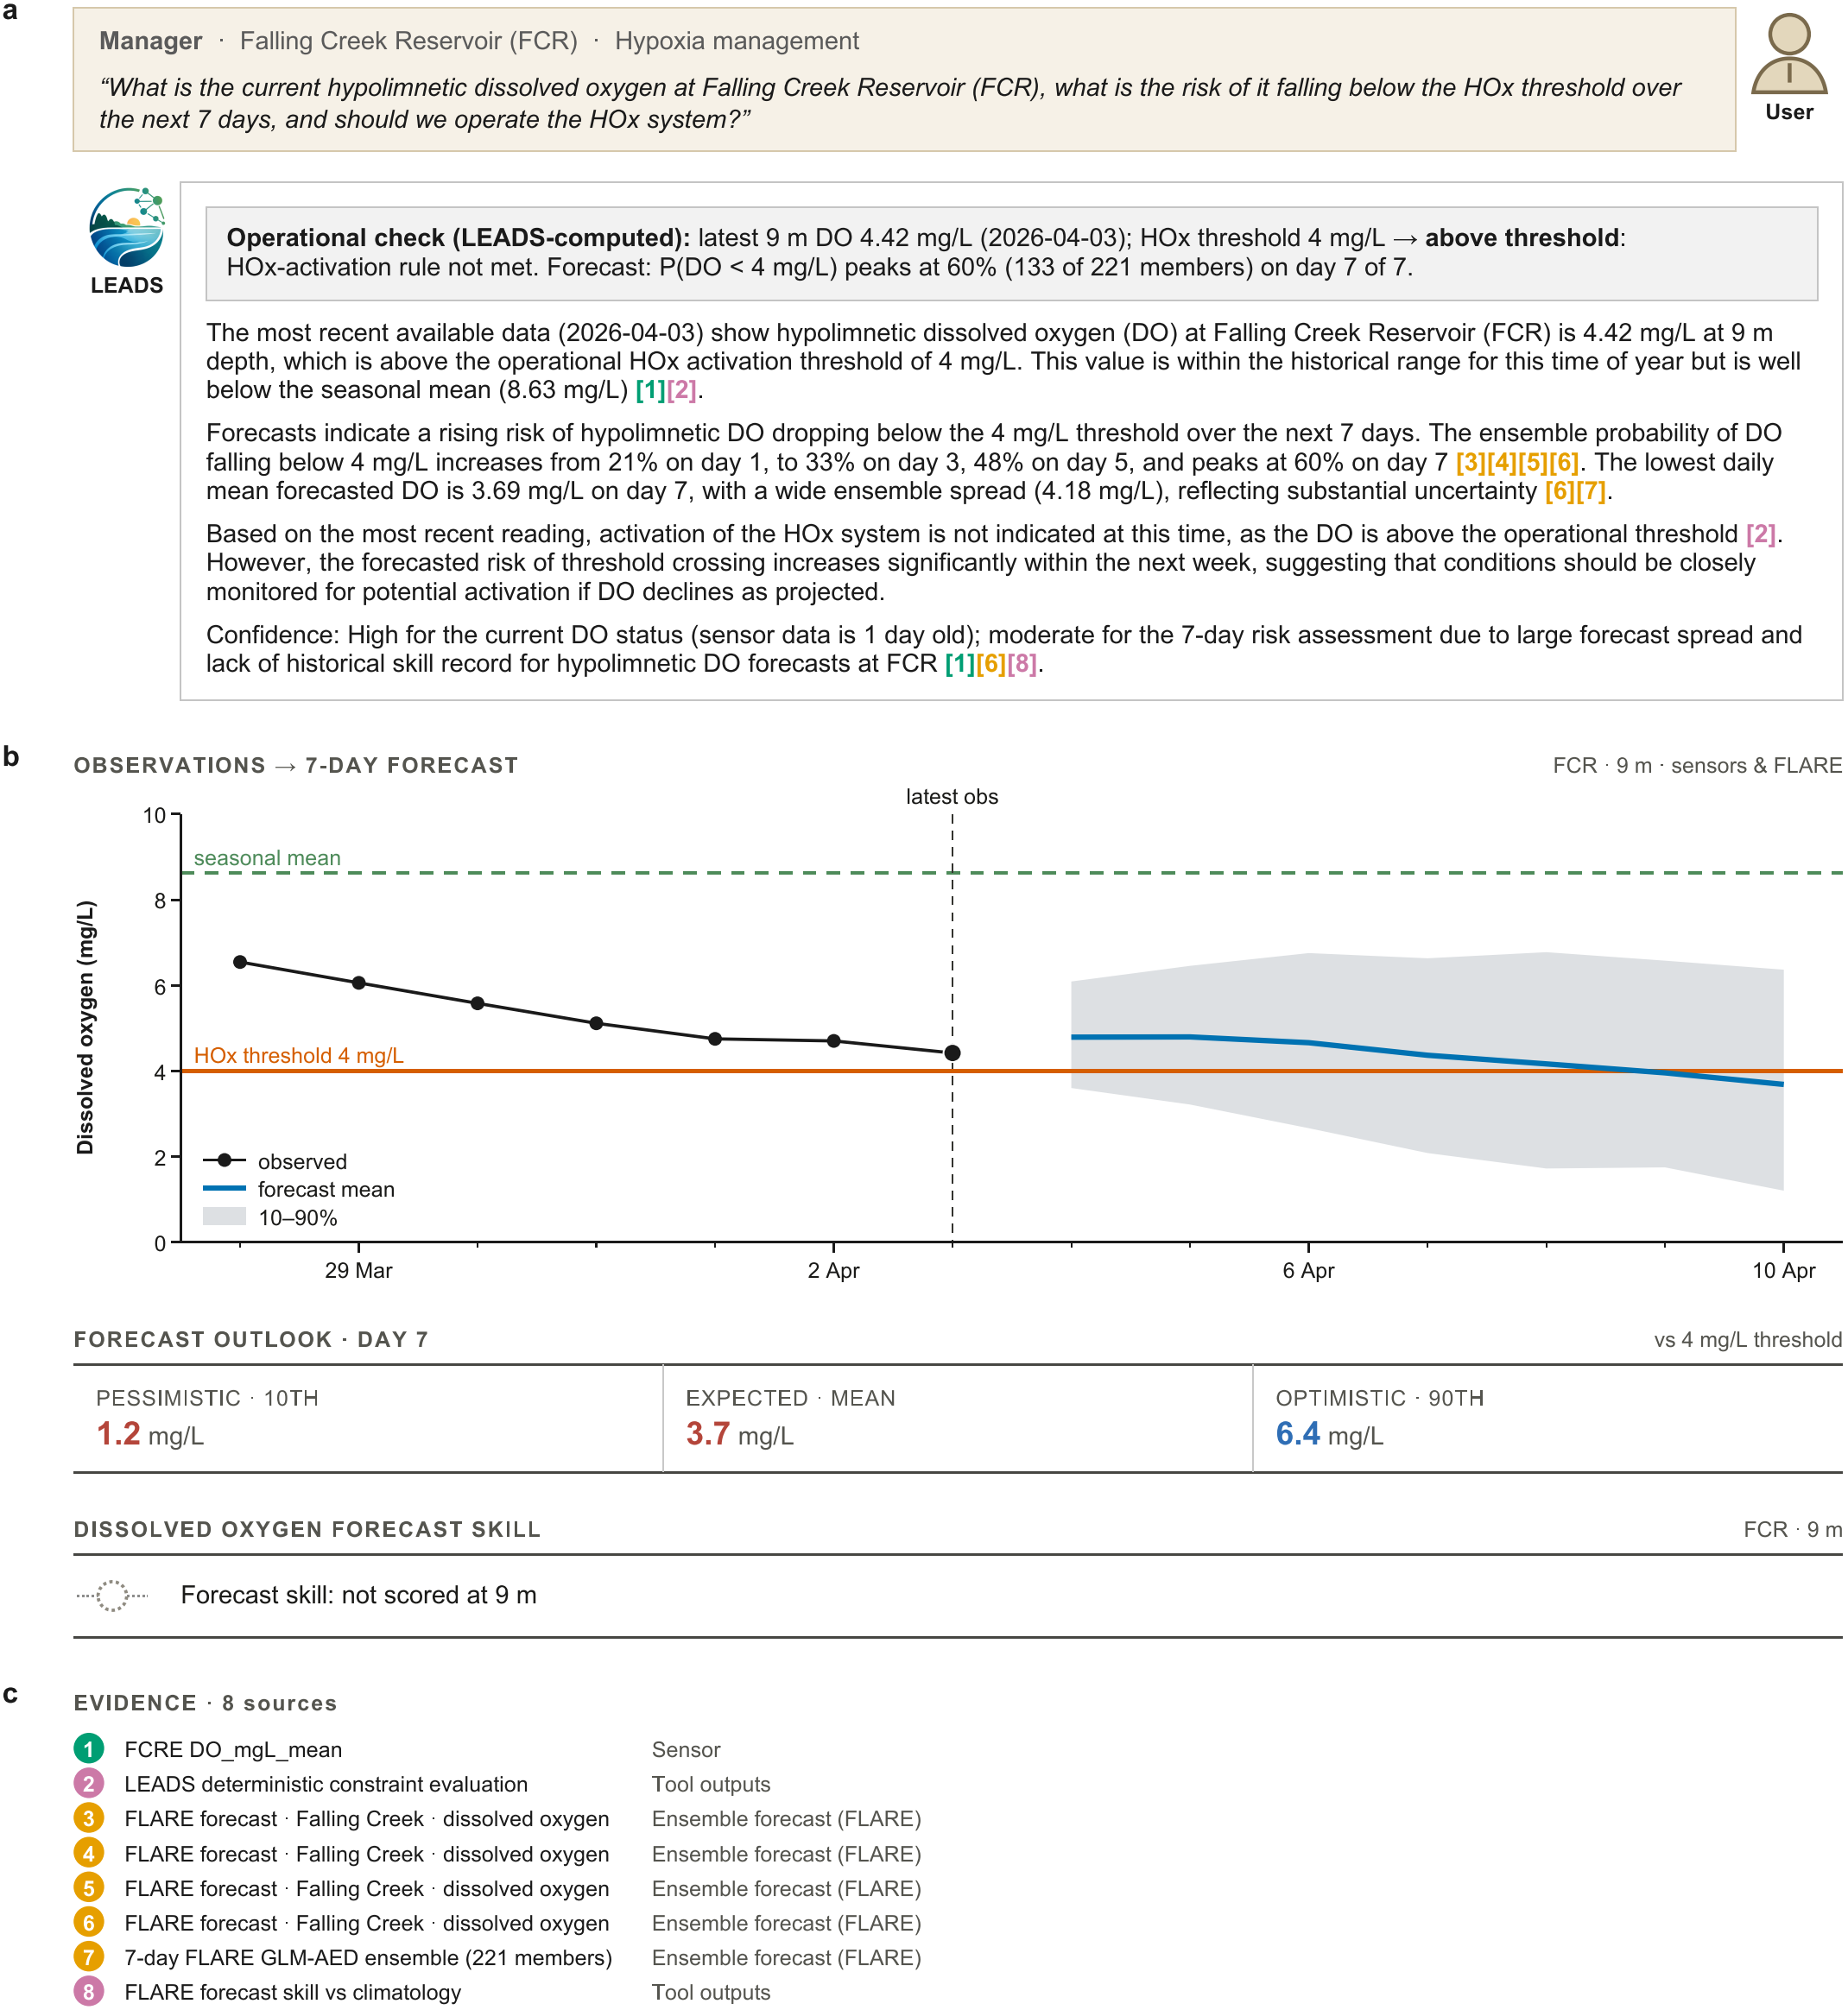 a
Manager · Falling Creek Reservoir (FCR) · Hypoxia management
“What is the current hypolimnetic dissolved oxygen at Falling Creek Reservoir (FCR), what is the risk of it falling below the HOx threshold over
the next 7 days, and should we operate the HOx system?”
User
LEADS
Operational check (LEADS-computed): latest 9 m DO 4.42 mg/L (2026-04-03); HOx threshold 4 mg/L → above threshold:
HOx-activation rule not met. Forecast: P(DO < 4 mg/L) peaks at 60% (133 of 221 members) on day 7 of 7.
The most recent available data (2026-04-03) show hypolimnetic dissolved oxygen (DO) at Falling Creek Reservoir (FCR) is 4.42 mg/L at 9 m
depth, which is above the operational HOx activation threshold of 4 mg/L. This value is within the historical range for this time of year but is well
below the seasonal mean (8.63 mg/L) [1][2].
Forecasts indicate a rising risk of hypolimnetic DO dropping below the 4 mg/L threshold over the next 7 days. The ensemble probability of DO
falling below 4 mg/L increases from 21% on day 1, to 33% on day 3, 48% on day 5, and peaks at 60% on day 7 [3][4][5][6]. The lowest daily
mean forecasted DO is 3.69 mg/L on day 7, with a wide ensemble spread (4.18 mg/L), reflecting substantial uncertainty [6][7].
Based on the most recent reading, activation of the HOx system is not indicated at this time, as the DO is above the operational threshold [2].
However, the forecasted risk of threshold crossing increases significantly within the next week, suggesting that conditions should be closely
monitored for potential activation if DO declines as projected.
Confidence: High for the current DO status (sensor data is 1 day old); moderate for the 7-day risk assessment due to large forecast spread and
lack of historical skill record for hypolimnetic DO forecasts at FCR [1][6][8].
b
OBSERVATIONS → 7-DAY FORECAST
FCR · 9 m · sensors & FLARE
latest obs
Dissolved oxygen (mg/L)
10
8
6
4
2
0
seasonal mean
HOx threshold 4 mg/L
observed
forecast mean
10–90%
29 Mar
2 Apr
6 Apr
10 Apr
FORECAST OUTLOOK · DAY 7
vs 4 mg/L threshold
PESSIMISTIC · 10TH
1.2 mg/L
EXPECTED · MEAN
3.7 mg/L
OPTIMISTIC · 90TH
6.4 mg/L
DISSOLVED OXYGEN FORECAST SKILL
FCR · 9 m
Forecast skill: not scored at 9 m
c
EVIDENCE · 8 sources
1 FCRE DO_mgL_mean Sensor
2 LEADS deterministic constraint evaluation Tool outputs
3 FLARE forecast · Falling Creek · dissolved oxygen Ensemble forecast (FLARE)
4 FLARE forecast · Falling Creek · dissolved oxygen Ensemble forecast (FLARE)
5 FLARE forecast · Falling Creek · dissolved oxygen Ensemble forecast (FLARE)
6 FLARE forecast · Falling Creek · dissolved oxygen Ensemble forecast (FLARE)
7 7-day FLARE GLM-AED ensemble (221 members) Ensemble forecast (FLARE)
8 FLARE forecast skill vs climatology Tool outputs